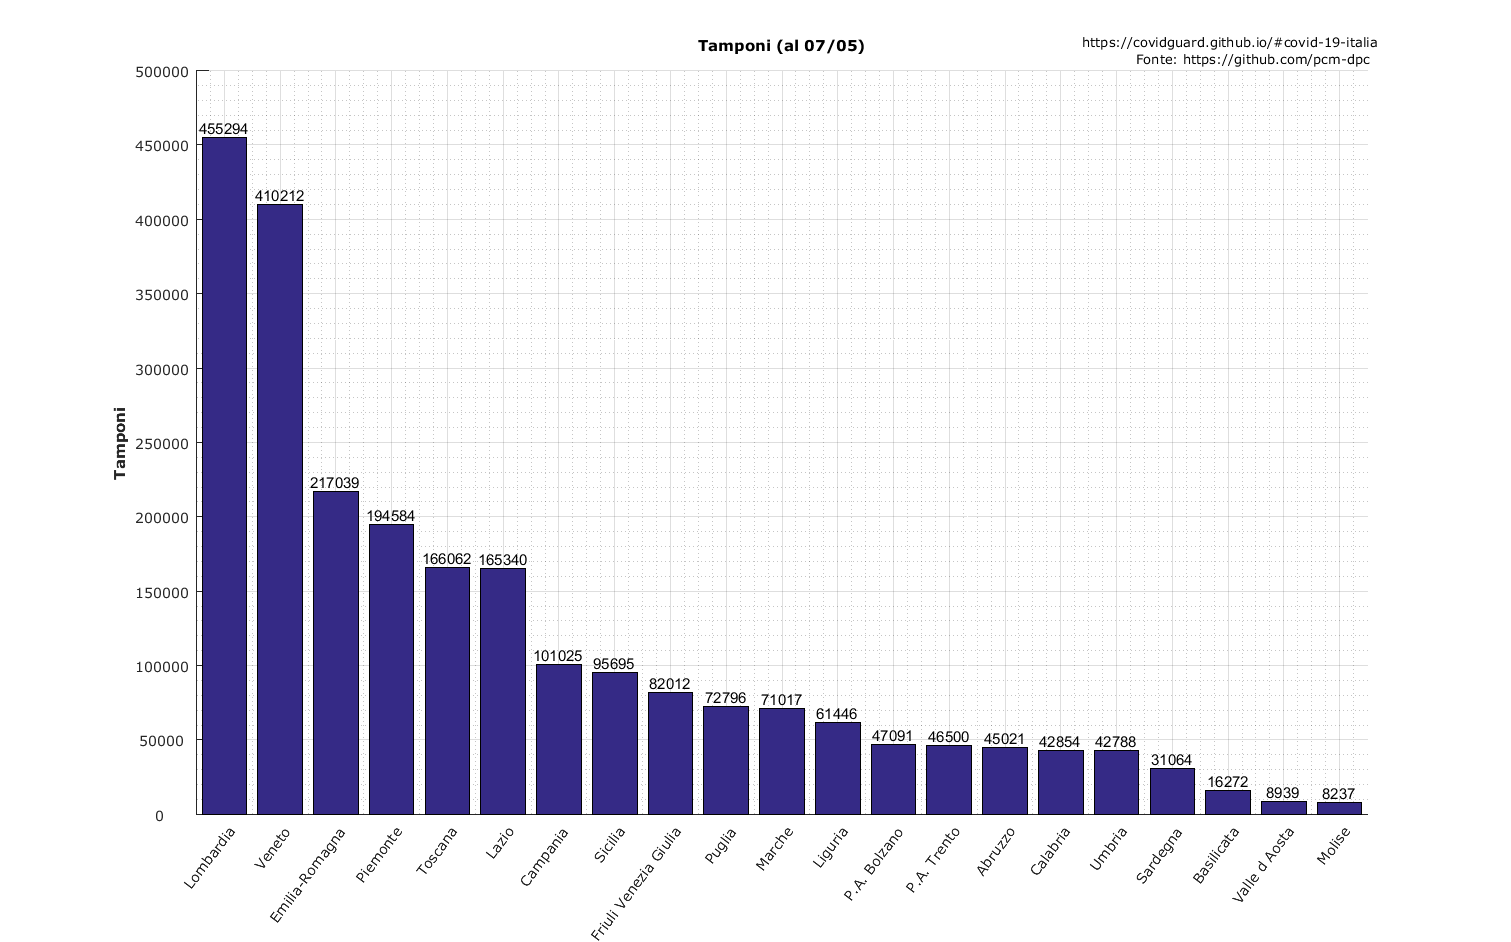 Tamponi (al 07/05)
https://covidguard.github.io/#covid-19-italia
Fonte: https://github.com/pcm-dpc
Tamponi
500000
450000
400000
350000
300000
250000
200000
150000
100000
50000
0
455294
410212
217039
194584
166062
165340
101025
95695
82012
72796
71017
61446
47091
46500
45021
42854
42788
31064
16272
8939
8237
Lombardia
Veneto
Emilia-Romagna
Piemonte
Toscana
Lazio
Campania
Sicilia
Friuli Venezia Giulia
Puglia
Marche
Liguria
P.A. Bolzano
P.A. Trento
Abruzzo
Calabria
Umbria
Sardegna
Basilicata
Valle d Aosta
Molise